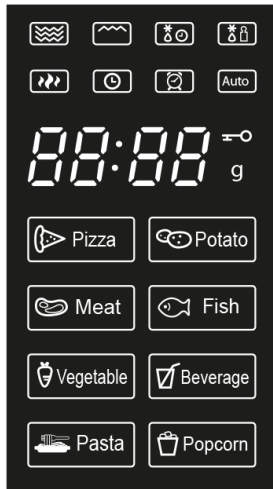 Auto
88:88
g
Pizza Potato
Meat Fish
Vegetable Beverage
Pasta Popcorn